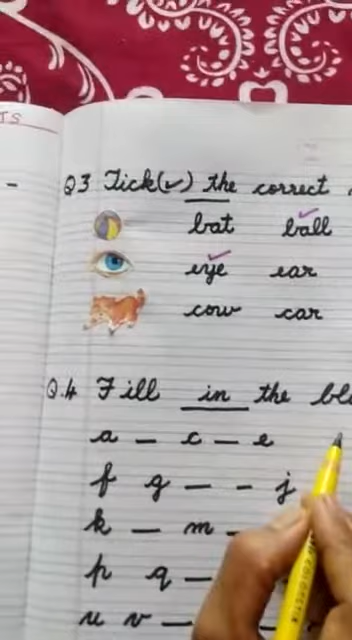 Q3 Tick(✓) the correct
bat ball
eye ear
cow car
Q.4 Fill in the
a _ c _ e
f g _ _ j
k _ m _
p q _
u v _